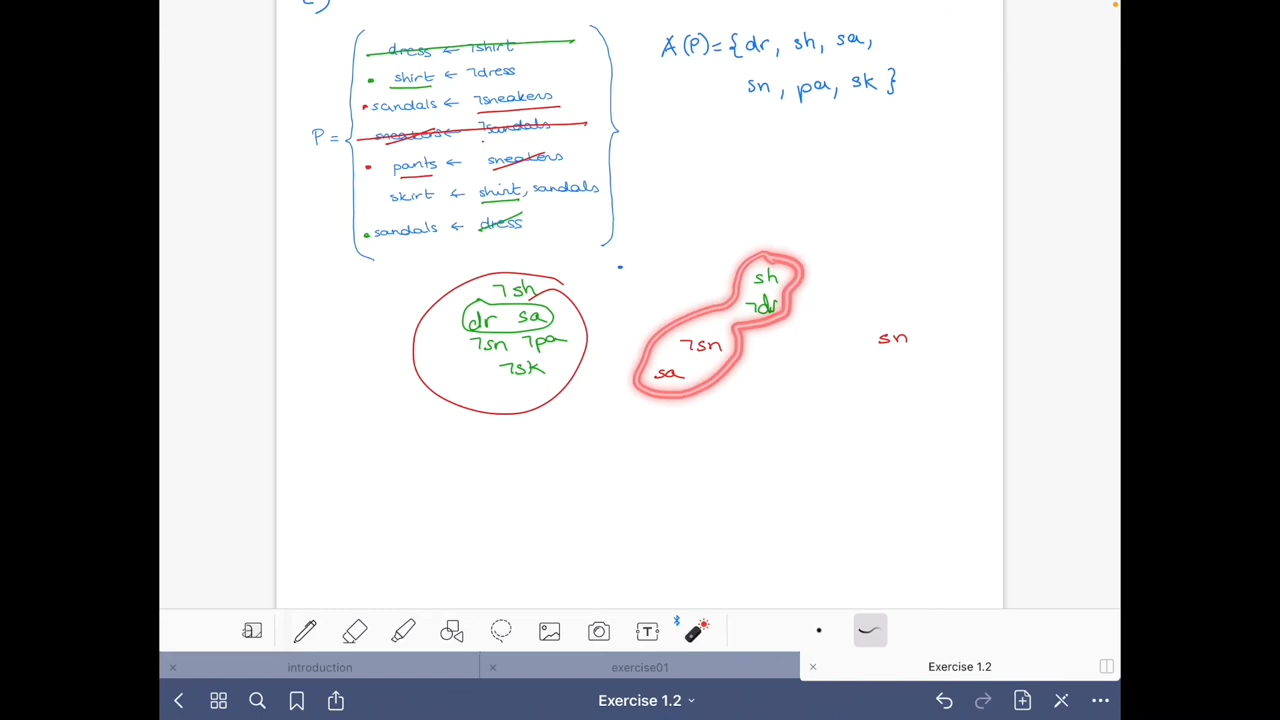 dress ← ¬shirt
A(P)={dr, sh, sa,
shirt ← ¬dress
sn, pa, sk}
sandals ← ¬sneakers
P =
sneakers ← ¬sandals
pants ← sneakers
skirt ← shirt, sandals
sandals ← dress
¬sh
dr sa
¬sn ¬pa
¬sk
sh
¬dr
¬sn
sa
sn
T
introduction
exercise01
Exercise 1.2
Exercise 1.2